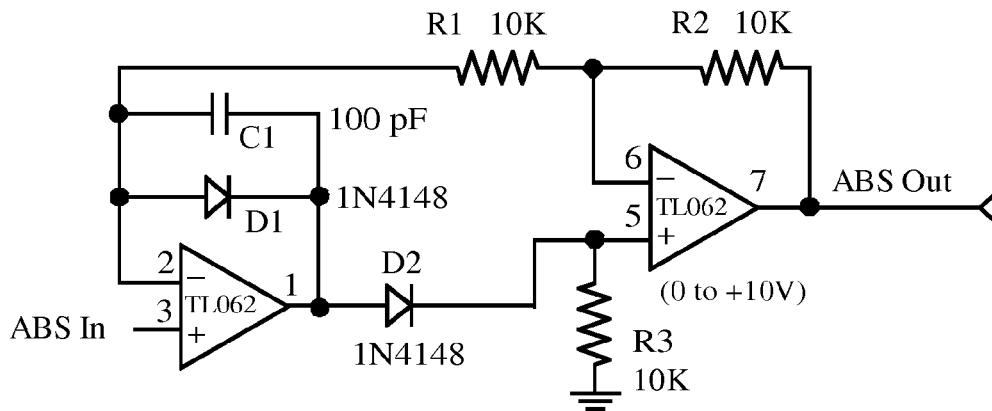 R1 10K
R2 10K
100 pF
C1
6
7
ABS Out
1N4148
D1
TL062
5
2
1
D2
TL062
3
(0 to +10V)
ABS In
1N4148
R3
10K